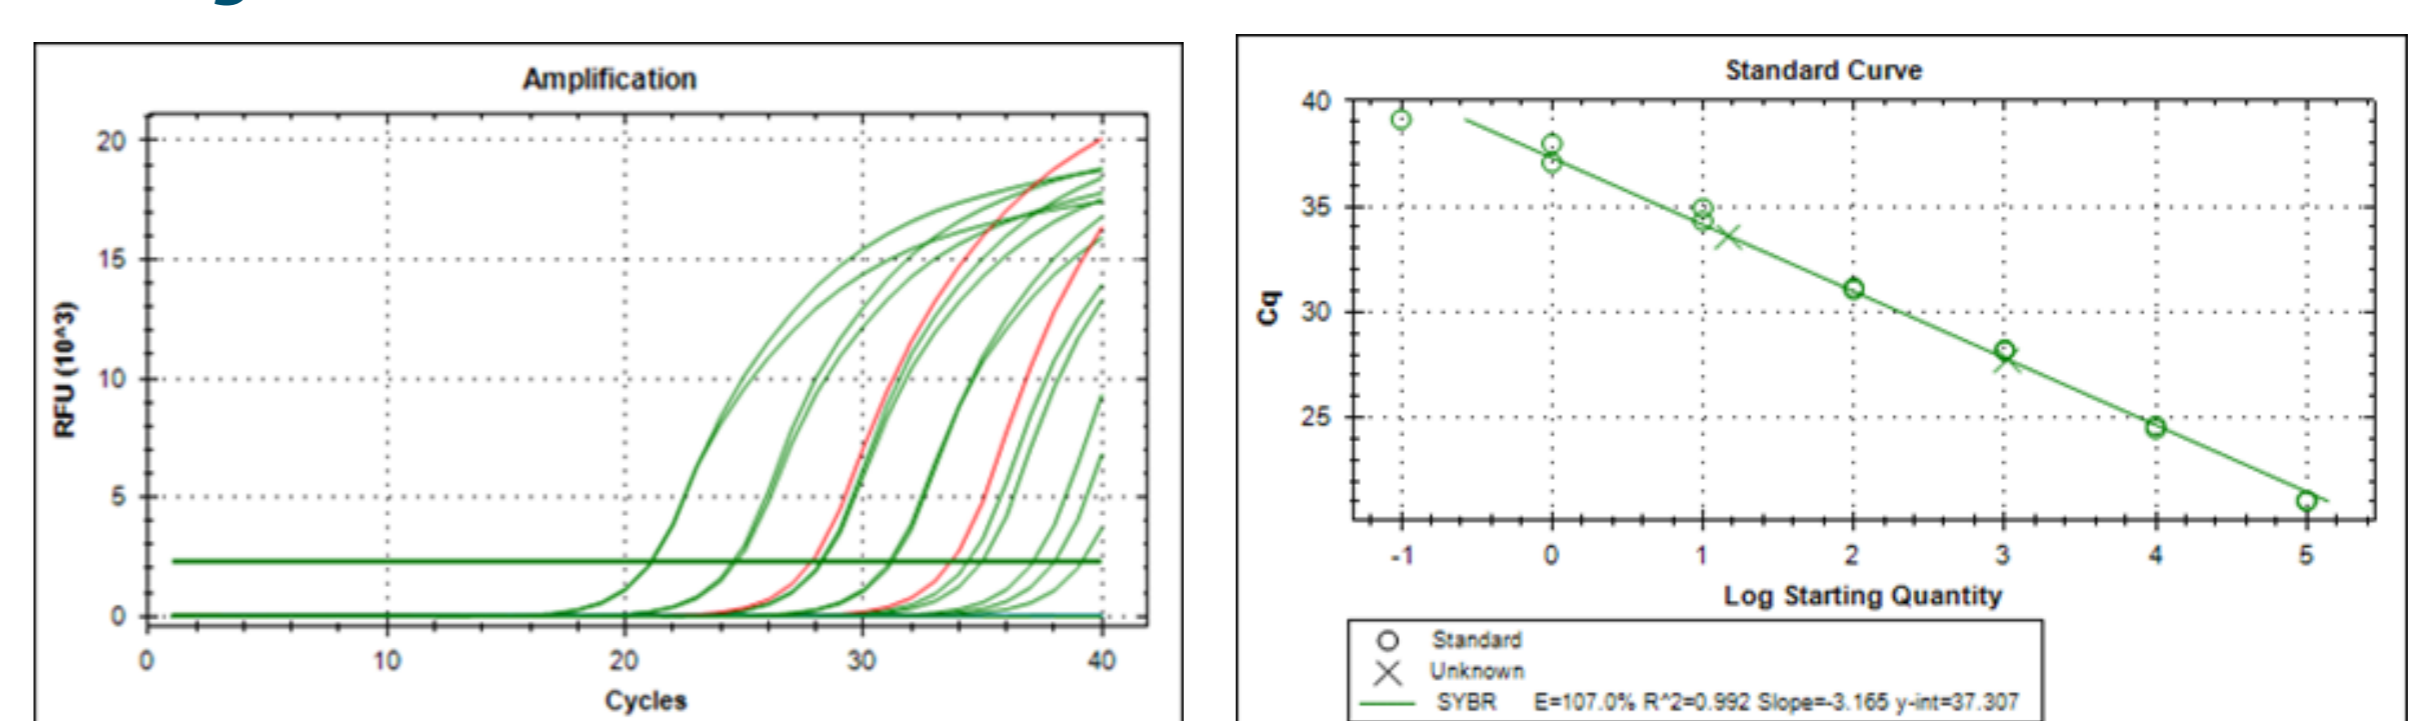 Amplification
20
15
10
5
0
RFU (10^3)
0 10 20 30 40
Cycles
Standard Curve
40
35
30
25
Cq
-1 0 1 2 3 4 5
Log Starting Quantity
Standard
Unknown
SYBR E=107.0% R^2=0.992 Slope=-3.165 y-int=37.307